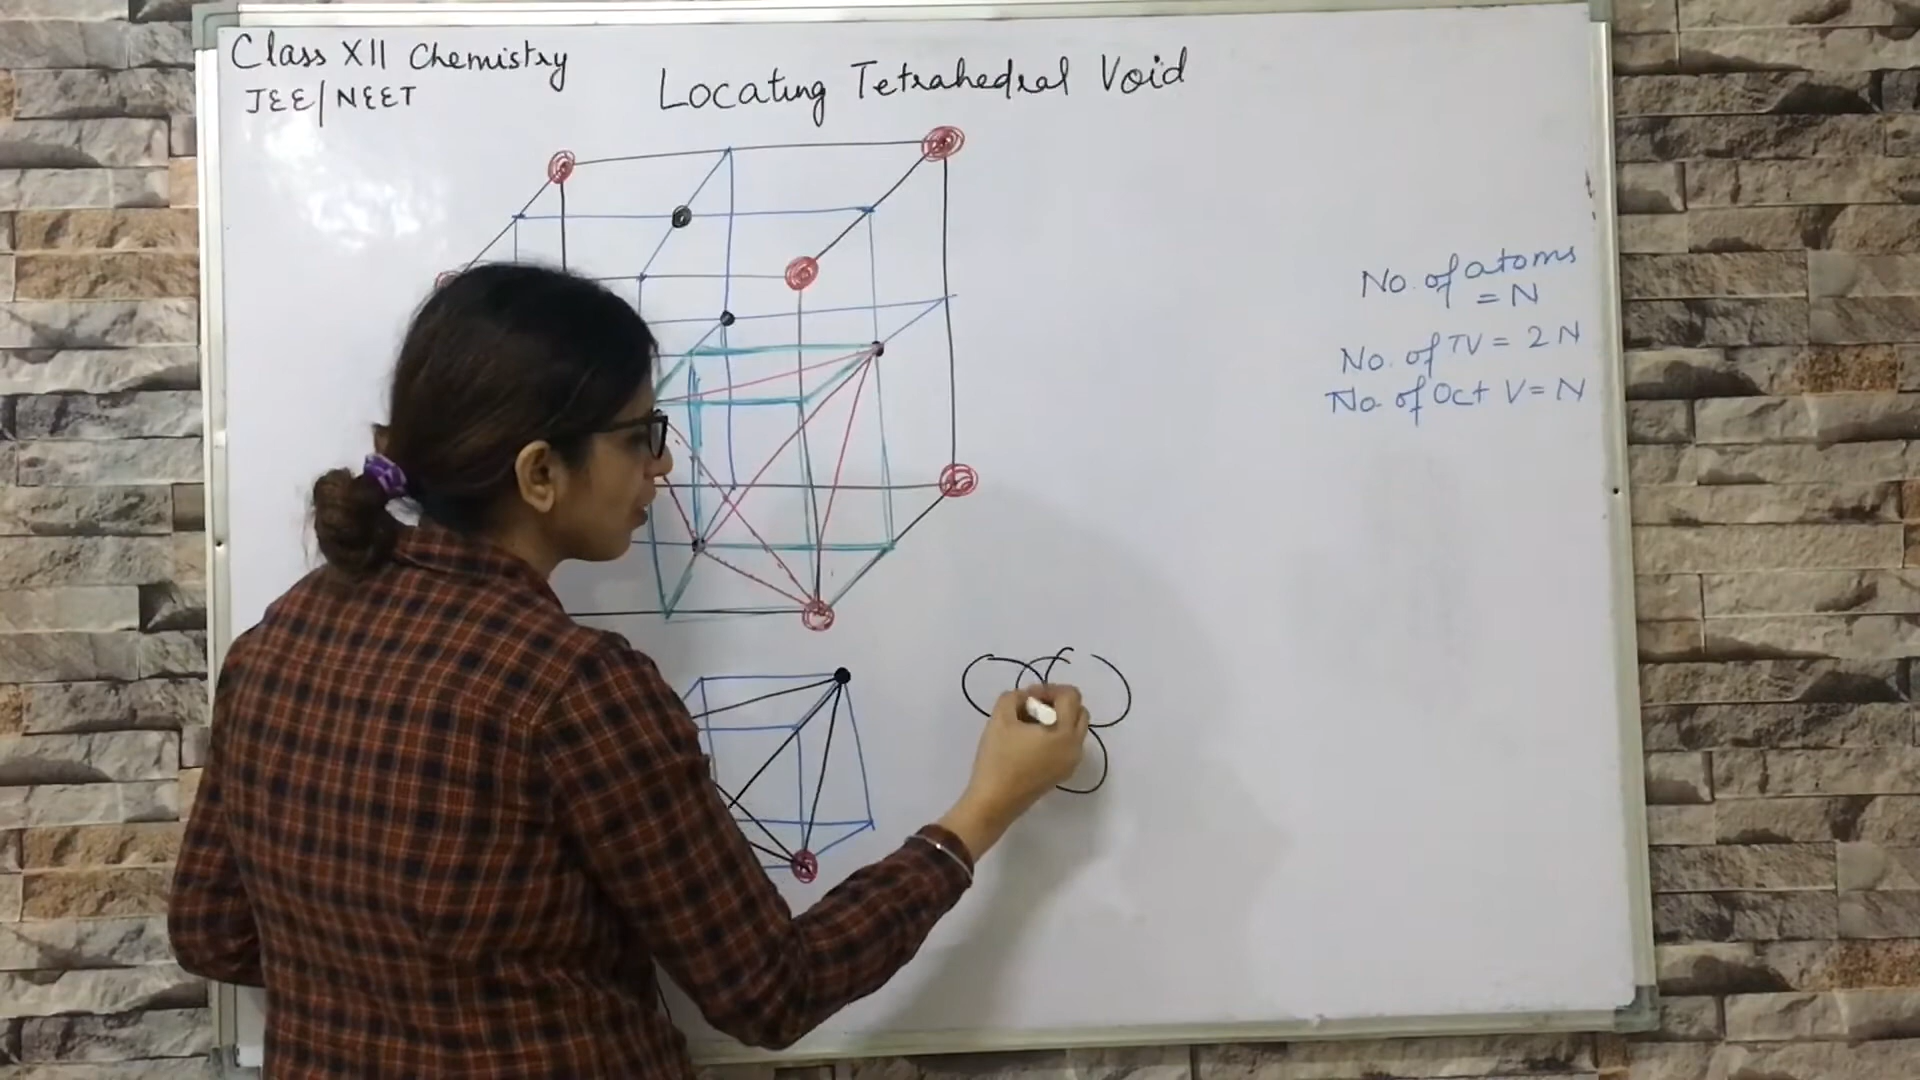 Class XII Chemistry
JEE/NEET
Locating Tetrahedral Void
No. of atoms
= N
No. of TV = 2N
No. of Oct V = N